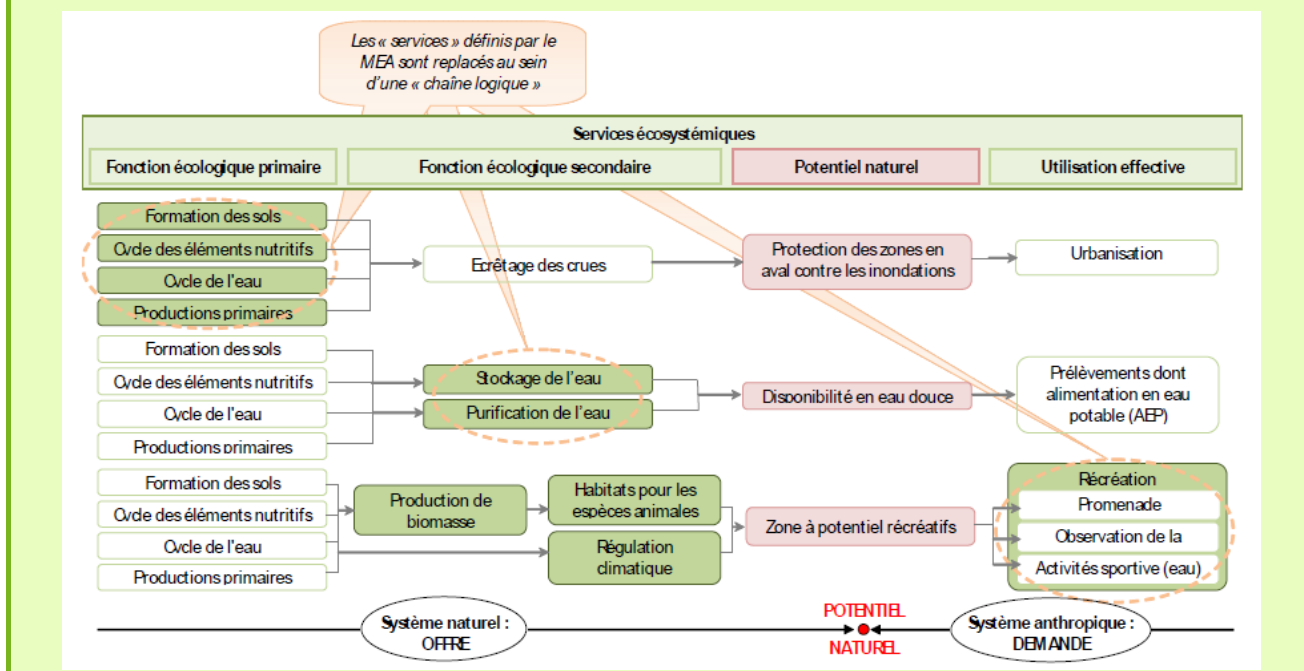 Les « services » définis par le
MEA sont replacés au sein
d'une « chaîne logique »
Services écosystémiques
Fonction écologique primaire
Fonction écologique secondaire
Potentiel naturel
Utilisation effective
Formation des sols
Cycle des éléments nutritifs
Cycle de l'eau
Productions primaires
Ecrêtage des crues
Protection des zones en
aval contre les inondations
Urbanisation
Formation des sols
Cycle des éléments nutritifs
Cycle de l'eau
Productions primaires
Stockage de l'eau
Purification de l'eau
Disponibilité en eau douce
Prélèvements dont
alimentation en eau
potable (AEP)
Formation des sols
Cycle des éléments nutritifs
Cycle de l'eau
Productions primaires
Production de
biomasse
Habitats pour les
espèces animales
Régulation
climatique
Zone à potentiel récréatifs
Récréation
Promenade
Observation de la
Activités sportive (eau)
Système naturel :
OFFRE
POTENTIEL
NATUREL
Système anthropique :
DEMANDE